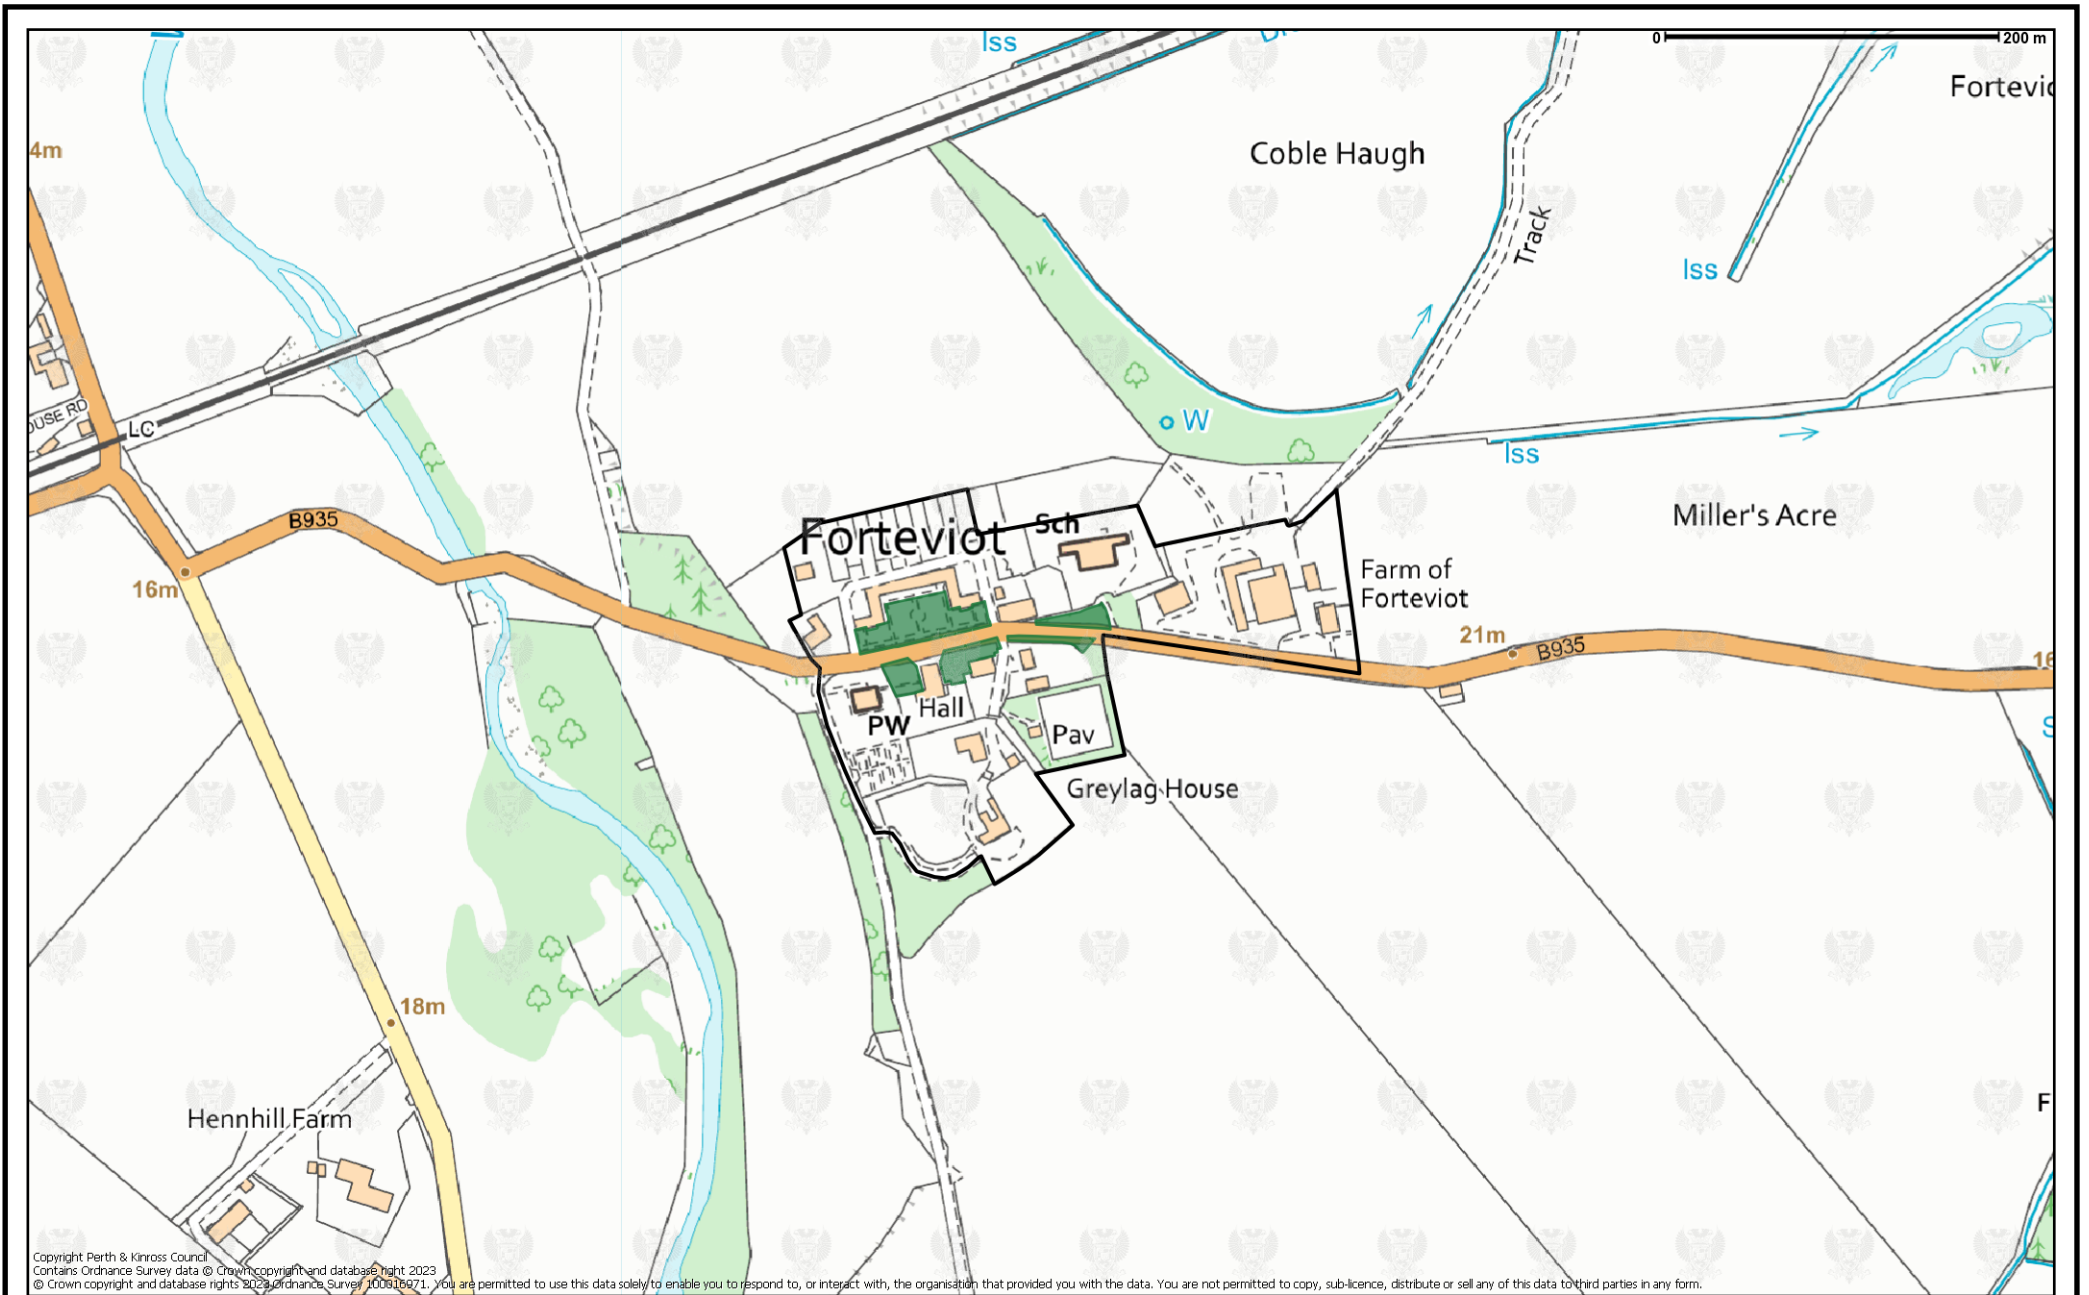 Iss
0
200 m
4m
Coble Haugh
Track
Iss
OUSE RD
LC
W
Iss
B935
Forteviot
Sch
Miller's Acre
16m
Farm of
Forteviot
21m
B935
16
Hall
PW
Pav
Greylag House
18m
Hennhill Farm
F
Copyright Perth & Kinross Council
Contains Ordnance Survey data © Crown copyright and database right 2023
© Crown copyright and database rights 2023 Ordnance Survey 100016971. You are permitted to use this data solely to enable you to respond to, or interact with, the organisation that provided you with the data. You are not permitted to copy, sub-licence, distribute or sell any of this data to third parties in any form.